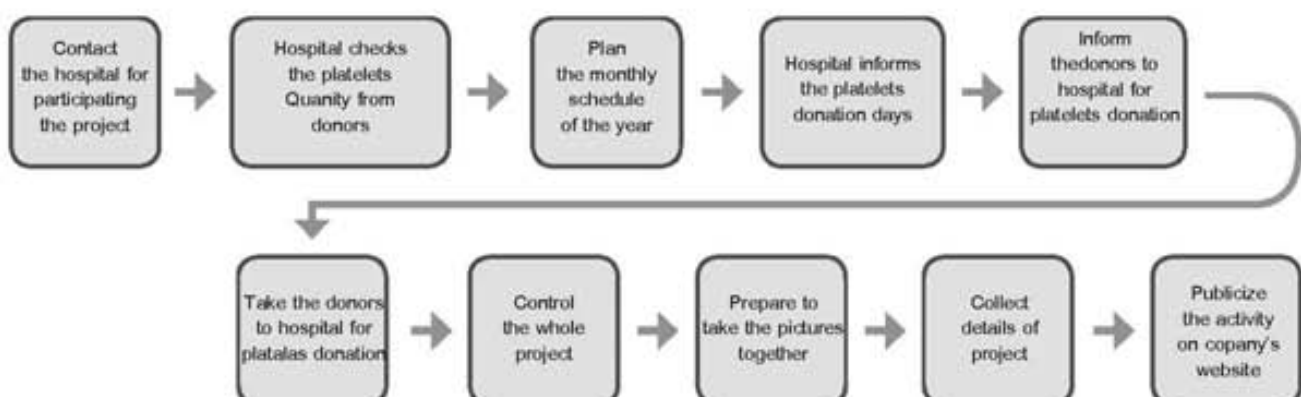 Contact
the hospital for
participating
the project
Hospital checks
the platelets
Quanity from
donors
Plan
the monthly
schedule
of the year
Hospital informs
the platelets
donation days
Inform
thedonors to
hospital for
platelets donation
Take the donors
to hospital for
platalas donation
Control
the whole
project
Prepare to
take the pictures
together
Collect
details of
project
Publicize
the activity
on copany's
website